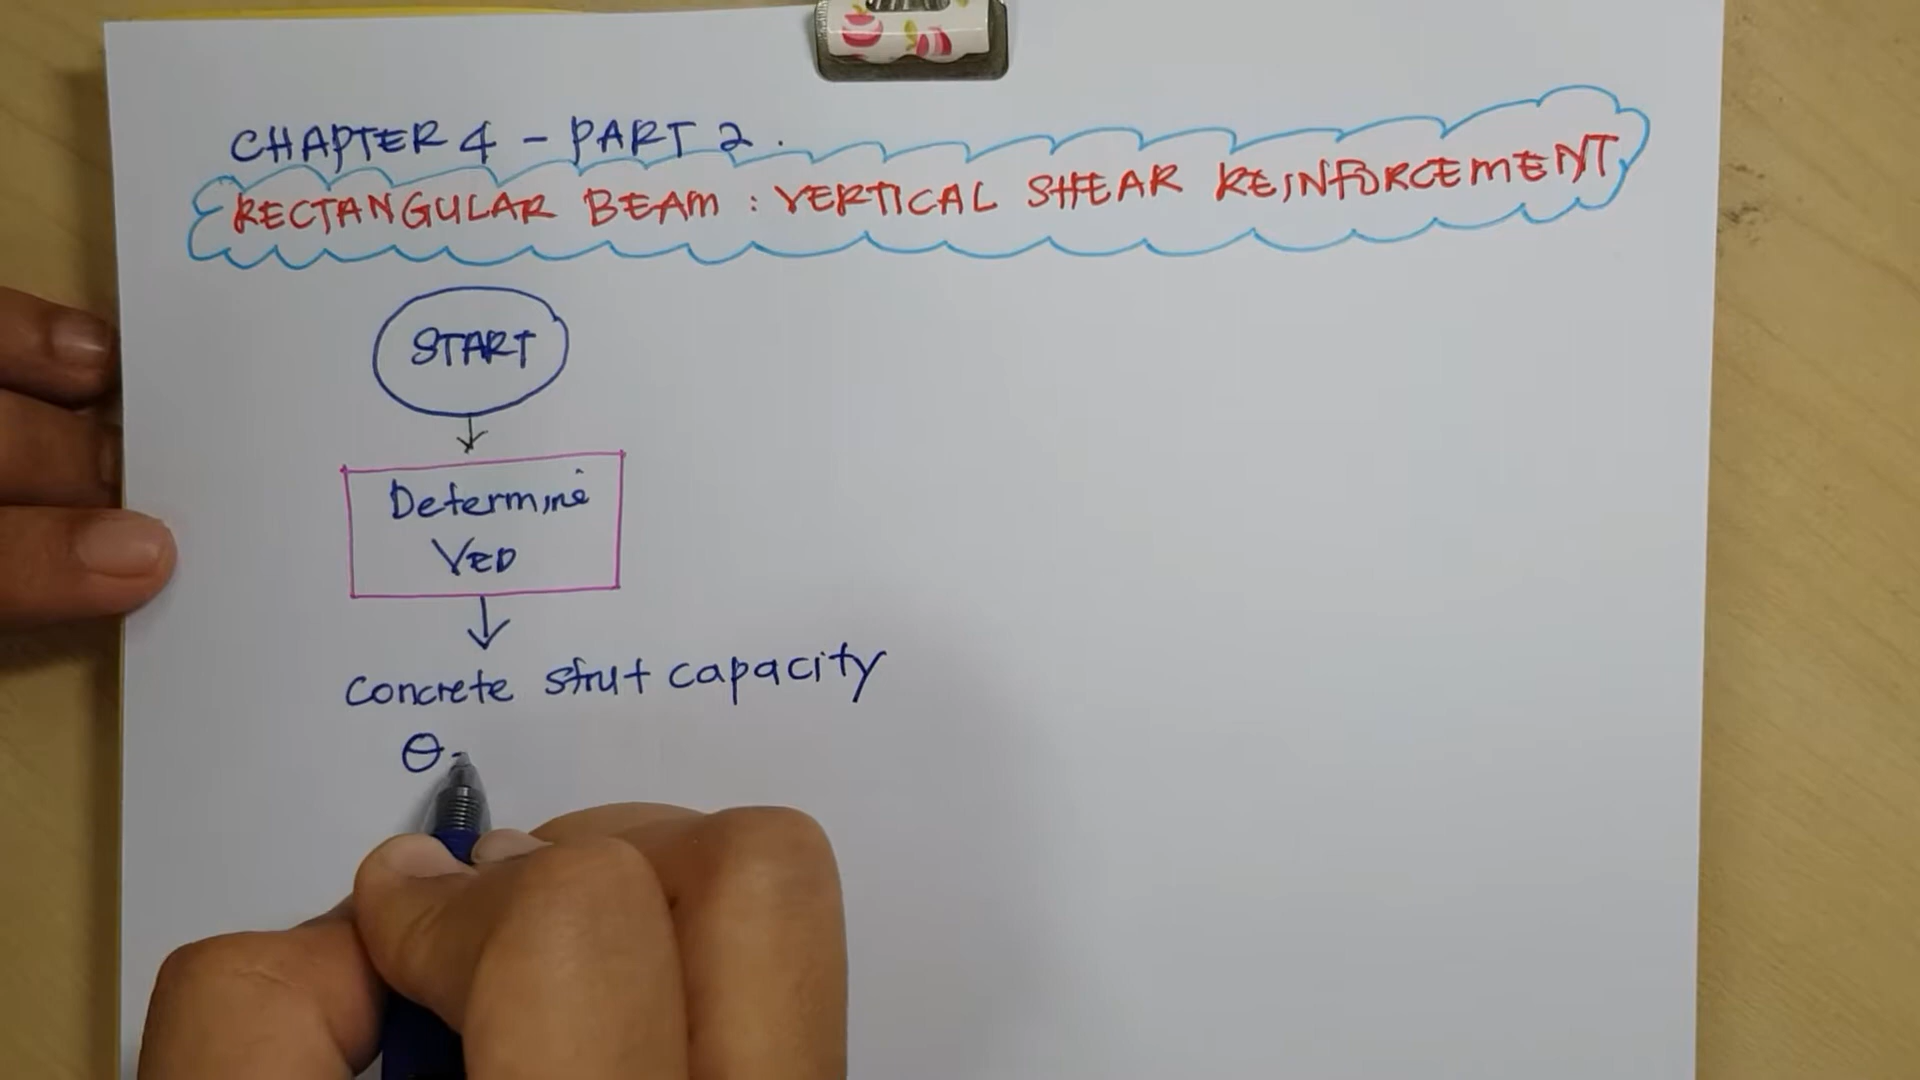 CHAPTER 4 - PART 2.
RECTANGULAR BEAM : VERTICAL SHEAR REINFORCEMENT
START
Determine
VED
Concrete strut capacity
θ -